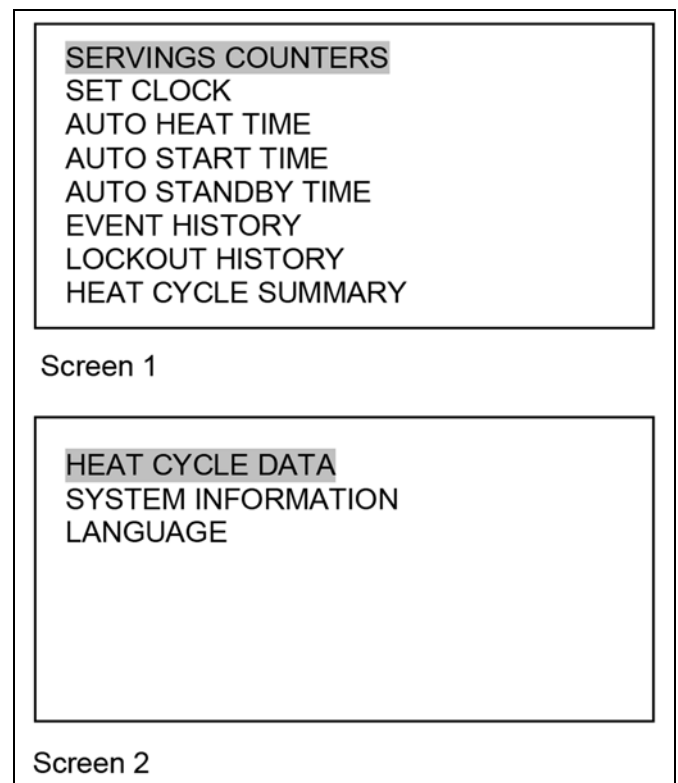 SERVINGS COUNTERS
SET CLOCK
AUTO HEAT TIME
AUTO START TIME
AUTO STANDBY TIME
EVENT HISTORY
LOCKOUT HISTORY
HEAT CYCLE SUMMARY
Screen 1
HEAT CYCLE DATA
SYSTEM INFORMATION
LANGUAGE
Screen 2